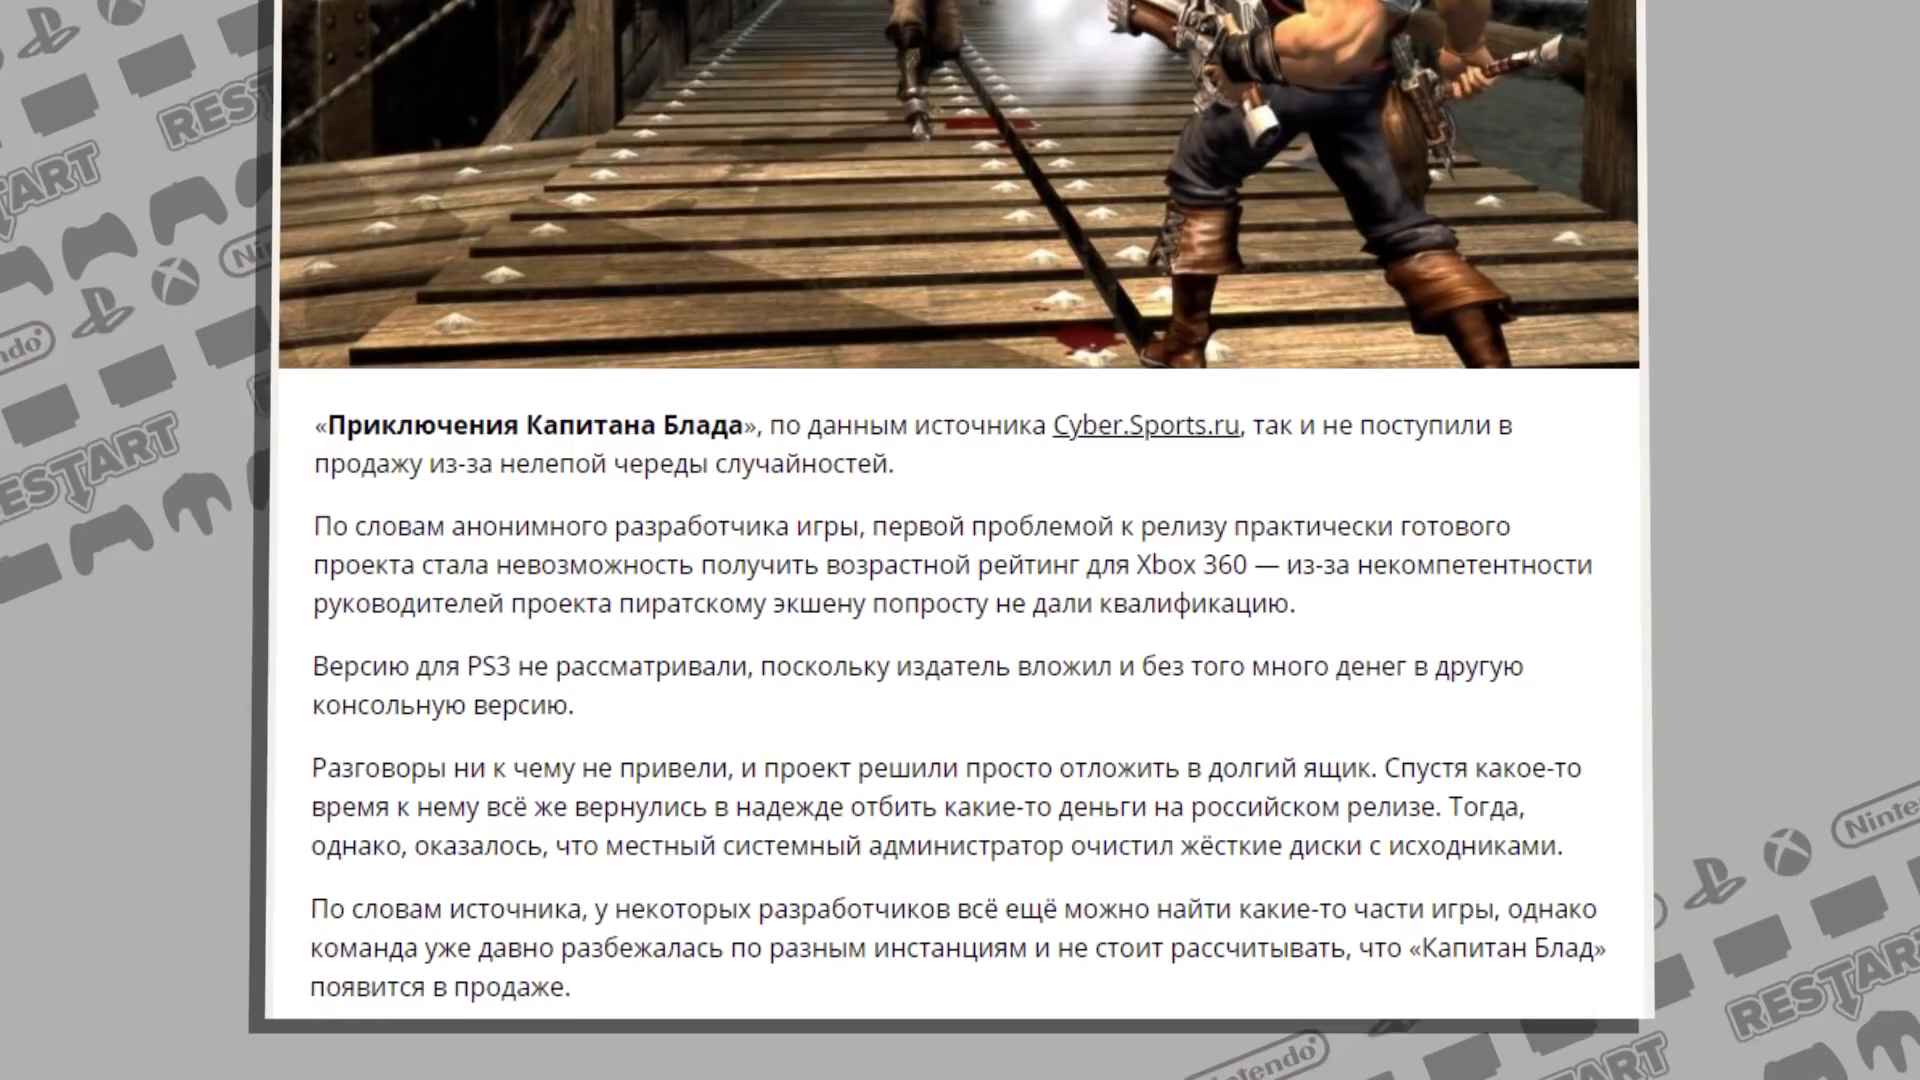 RESTART
«Приключения Капитана Блада», по данным источника Cyber.Sports.ru, так и не поступили в
продажу из-за нелепой череды случайностей.
По словам анонимного разработчика игры, первой проблемой к релизу практически готового
проекта стала невозможность получить возрастной рейтинг для Xbox 360 — из-за некомпетентности
руководителей проекта пиратскому экшену попросту не дали квалификацию.
Версию для PS3 не рассматривали, поскольку издатель вложил и без того много денег в другую
консольную версию.
Разговоры ни к чему не привели, и проект решили просто отложить в долгий ящик. Спустя какое-то
время к нему всё же вернулись в надежде отбить какие-то деньги на российском релизе. Тогда,
однако, оказалось, что местный системный администратор очистил жёсткие диски с исходниками.
По словам источника, у некоторых разработчиков всё ещё можно найти какие-то части игры, однако
команда уже давно разбежалась по разным инстанциям и не стоит рассчитывать, что «Капитан Блад»
появится в продаже.
RESTART
Nintendo